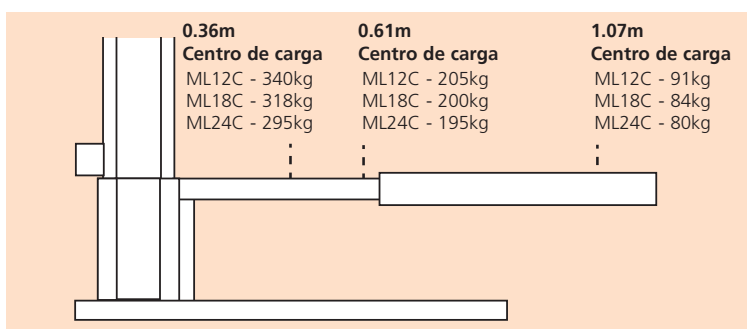 0.36m
Centro de carga
ML12C - 340kg
ML18C - 318kg
ML24C - 295kg
0.61m
Centro de carga
ML12C - 205kg
ML18C - 200kg
ML24C - 195kg
1.07m
Centro de carga
ML12C - 91kg
ML18C - 84kg
ML24C - 80kg